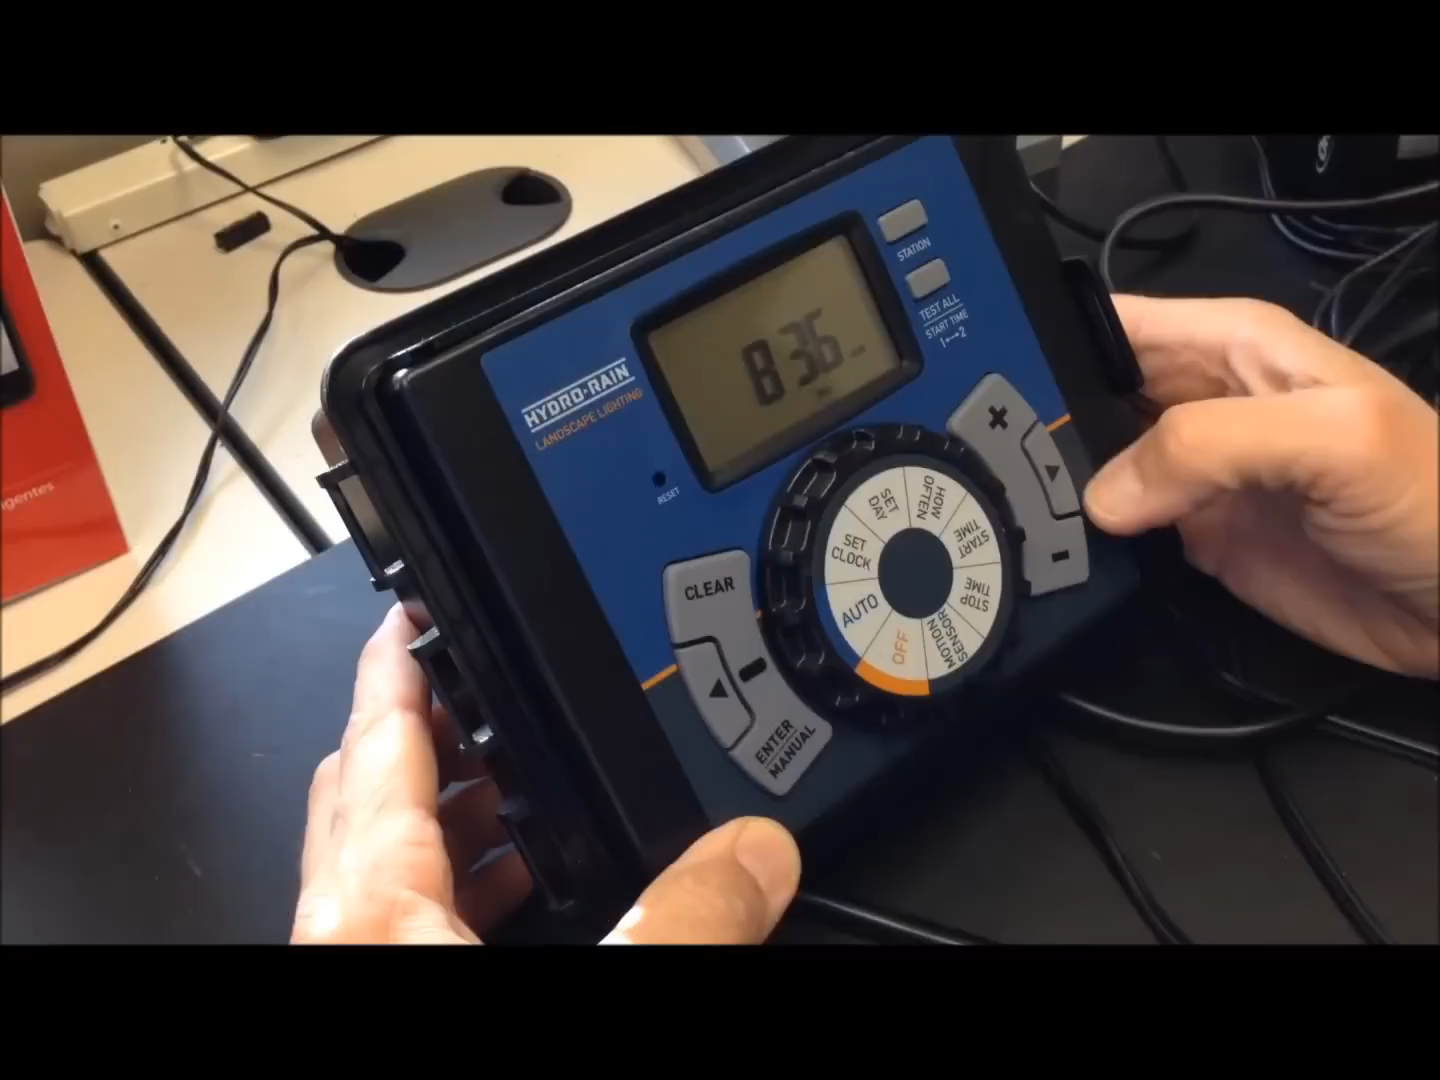 8 36
STATION
TEST ALL
START TIME
1↔2
HYDRO-RAIN
LANDSCAPE LIGHTING
RESET
+
-
SET
DAY
HOW
OFTEN
START
TIME
STOP
TIME
MOTION
SENSOR
OFF
AUTO
SET
CLOCK
CLEAR
ENTER
MANUAL
igentes